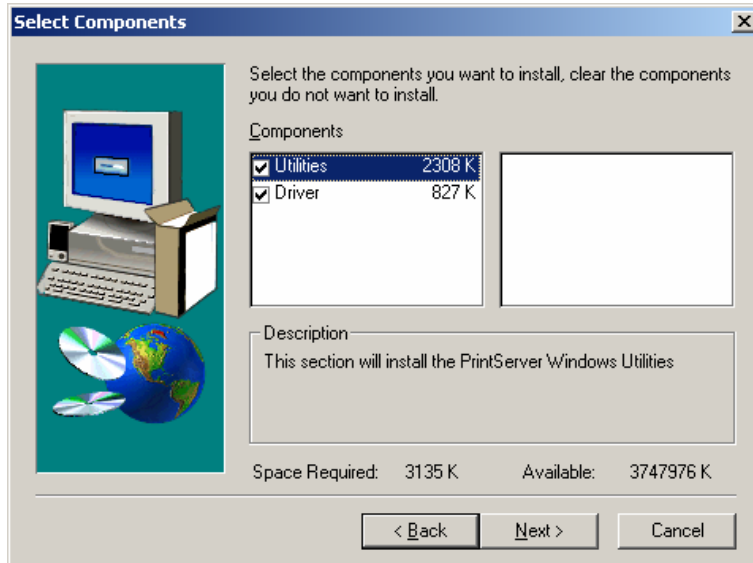 Select Components
Select the components you want to install, clear the components
you do not want to install.
Components
Utilities 2308 K
Driver 827 K
Description
This section will install the PrintServer Windows Utilities
Space Required: 3135 K Available: 3747976 K
< Back Next > Cancel